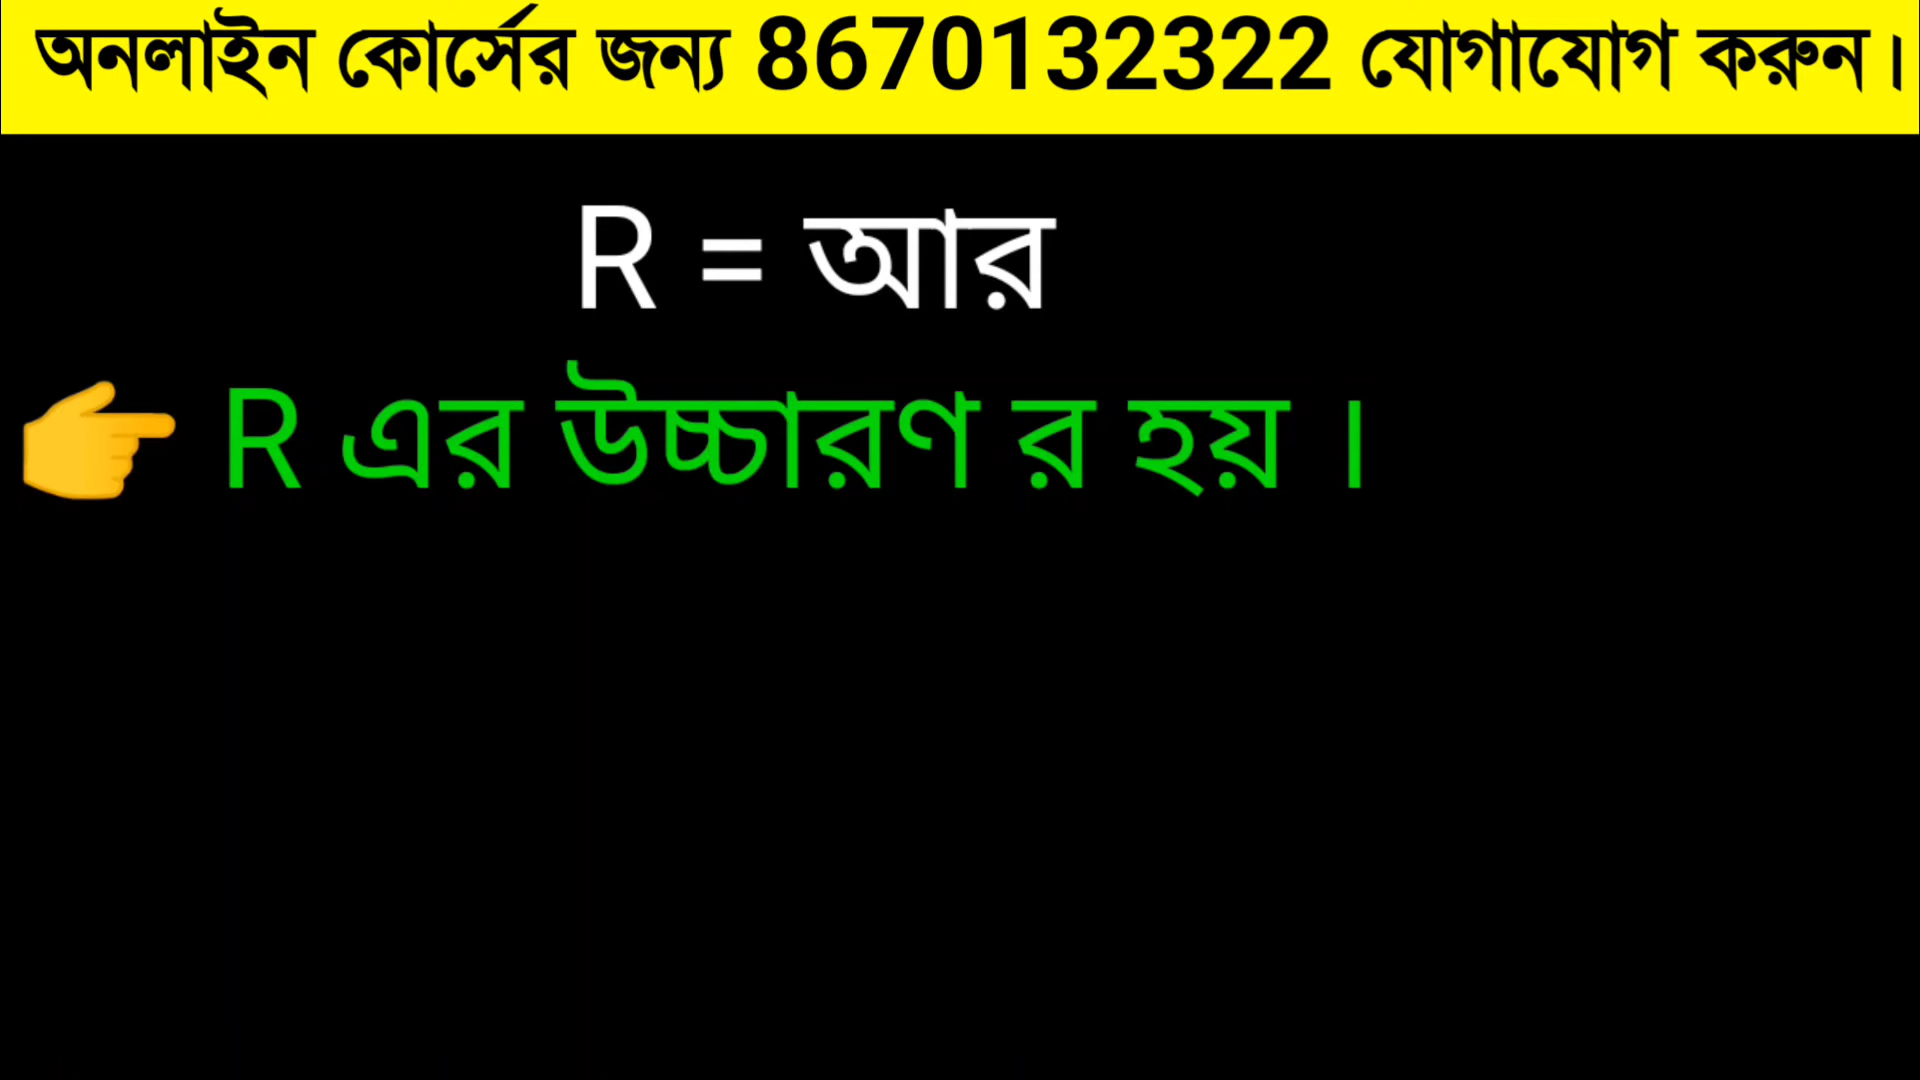 অনলাইন কোর্সের জন্য 8670132322 যোগাযোগ করুন।
R = আর
👉 R এর উচ্চারণ র হয় ।